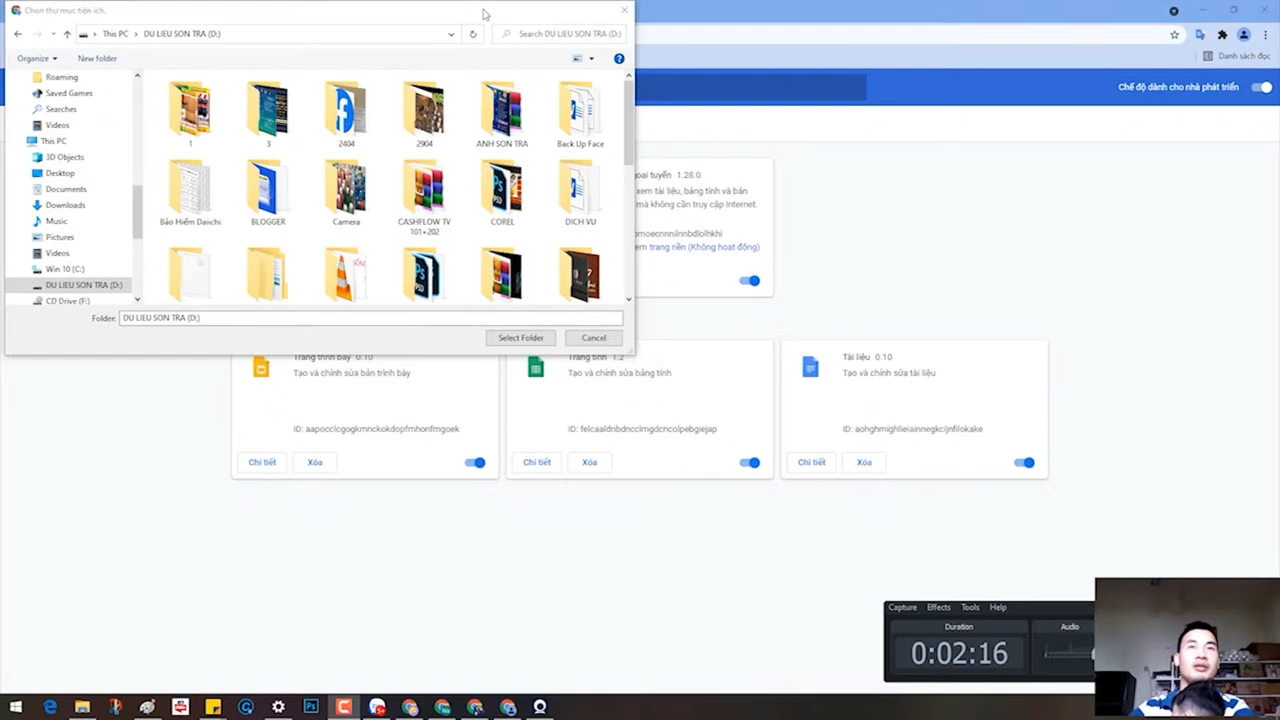 Chọn thư mục tiện ích.
This PC > DU LIEU SON TRA (D:)
Search DU LIEU SON TRA (D:)
Organize
New folder
Danh sách đọc
Chế độ dành cho nhà phát triển
Roaming
Saved Games
Searches
Videos
This PC
3D Objects
Desktop
Documents
Downloads
Music
Pictures
Videos
Win 10 (C:)
DU LIEU SON TRA (D:)
CD Drive (F:)
1
3
2404
2904
ANH SON TRA
Back Up Face
Bảo Hiểm Daiichi
BLOGGER
Camera
CASHFLOW TV
101+202
COREL
DICH VU
Folder:
DU LIEU SON TRA (D:)
Select Folder
Cancel
goại tuyến 1.28.0
xem tài liệu, bảng tính và bản
mà không cần truy cập Internet.
omoecnnnilnnbdlolhkhi
em trang nền (Không hoạt động)
Trang trình bày 0.10
Tạo và chỉnh sửa bản trình bày
ID: aapocclcgogkmnckokdopfmhonfmgoek
Chi tiết
Xóa
Trang tính 1.2
Tạo và chỉnh sửa bảng tính
ID: felcaaldnbdncclmgdcncolpebgiejap
Chi tiết
Xóa
Tài liệu 0.10
Tạo và chỉnh sửa tài liệu
ID: aohghmighlieiainnegkcijnfilokake
Chi tiết
Xóa
Capture
Effects
Tools
Help
Duration
Audio
0:02:16